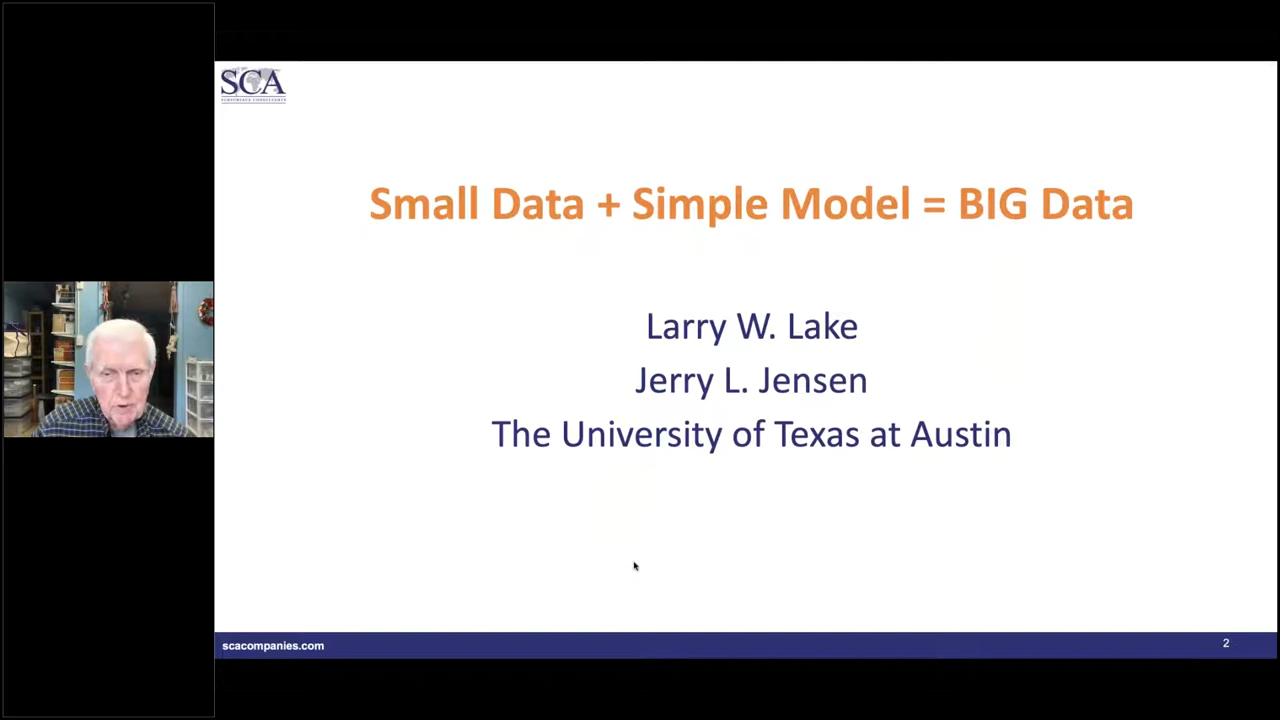 SCA
Small Data + Simple Model = BIG Data
Larry W. Lake
Jerry L. Jensen
The University of Texas at Austin
scacompanies.com
2